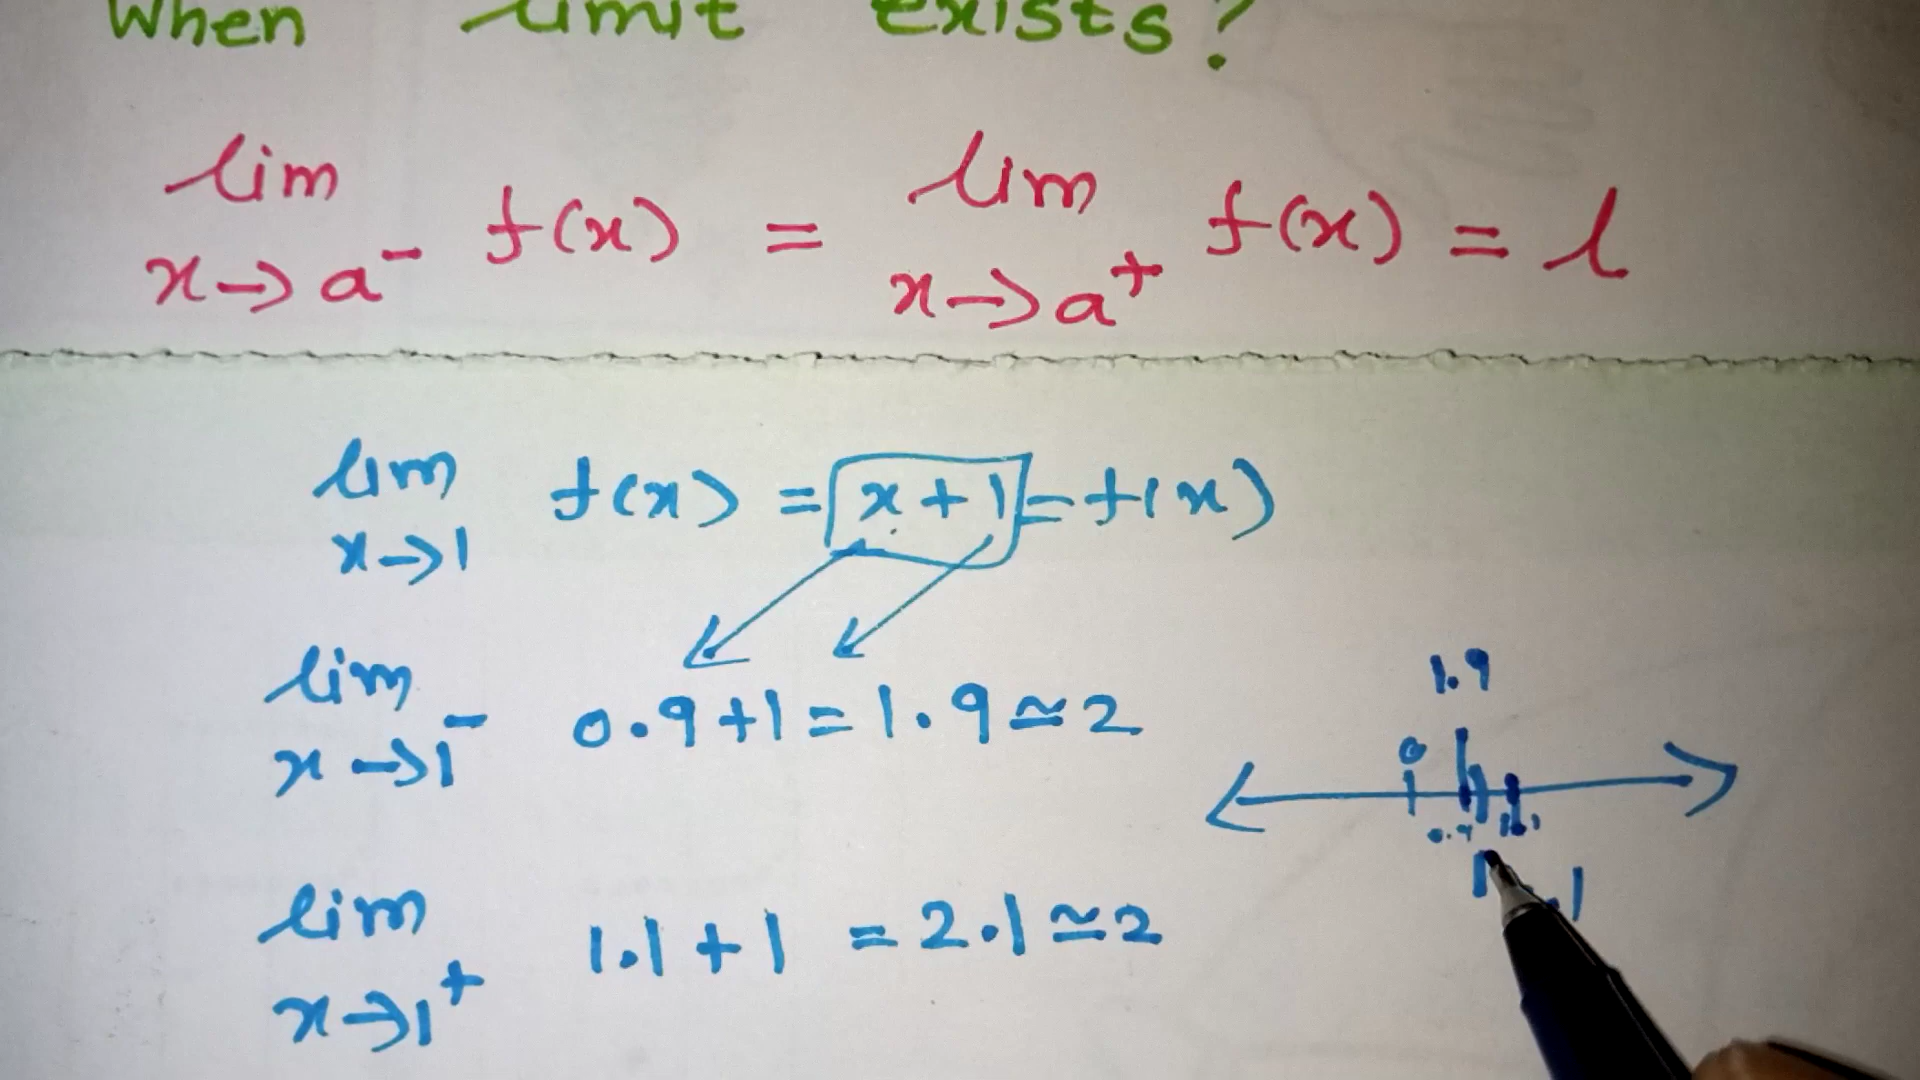 When limit exists?
lim x→a⁻ f(x) = lim x→a⁺ f(x) = l
lim x→1 f(x) = x+1 = f(x)
lim x→1⁻ 0.9+1 = 1.9 ≃ 2
1.9
0
0.9 1.1
lim x→1⁺ 1.1+1 = 2.1 ≃ 2